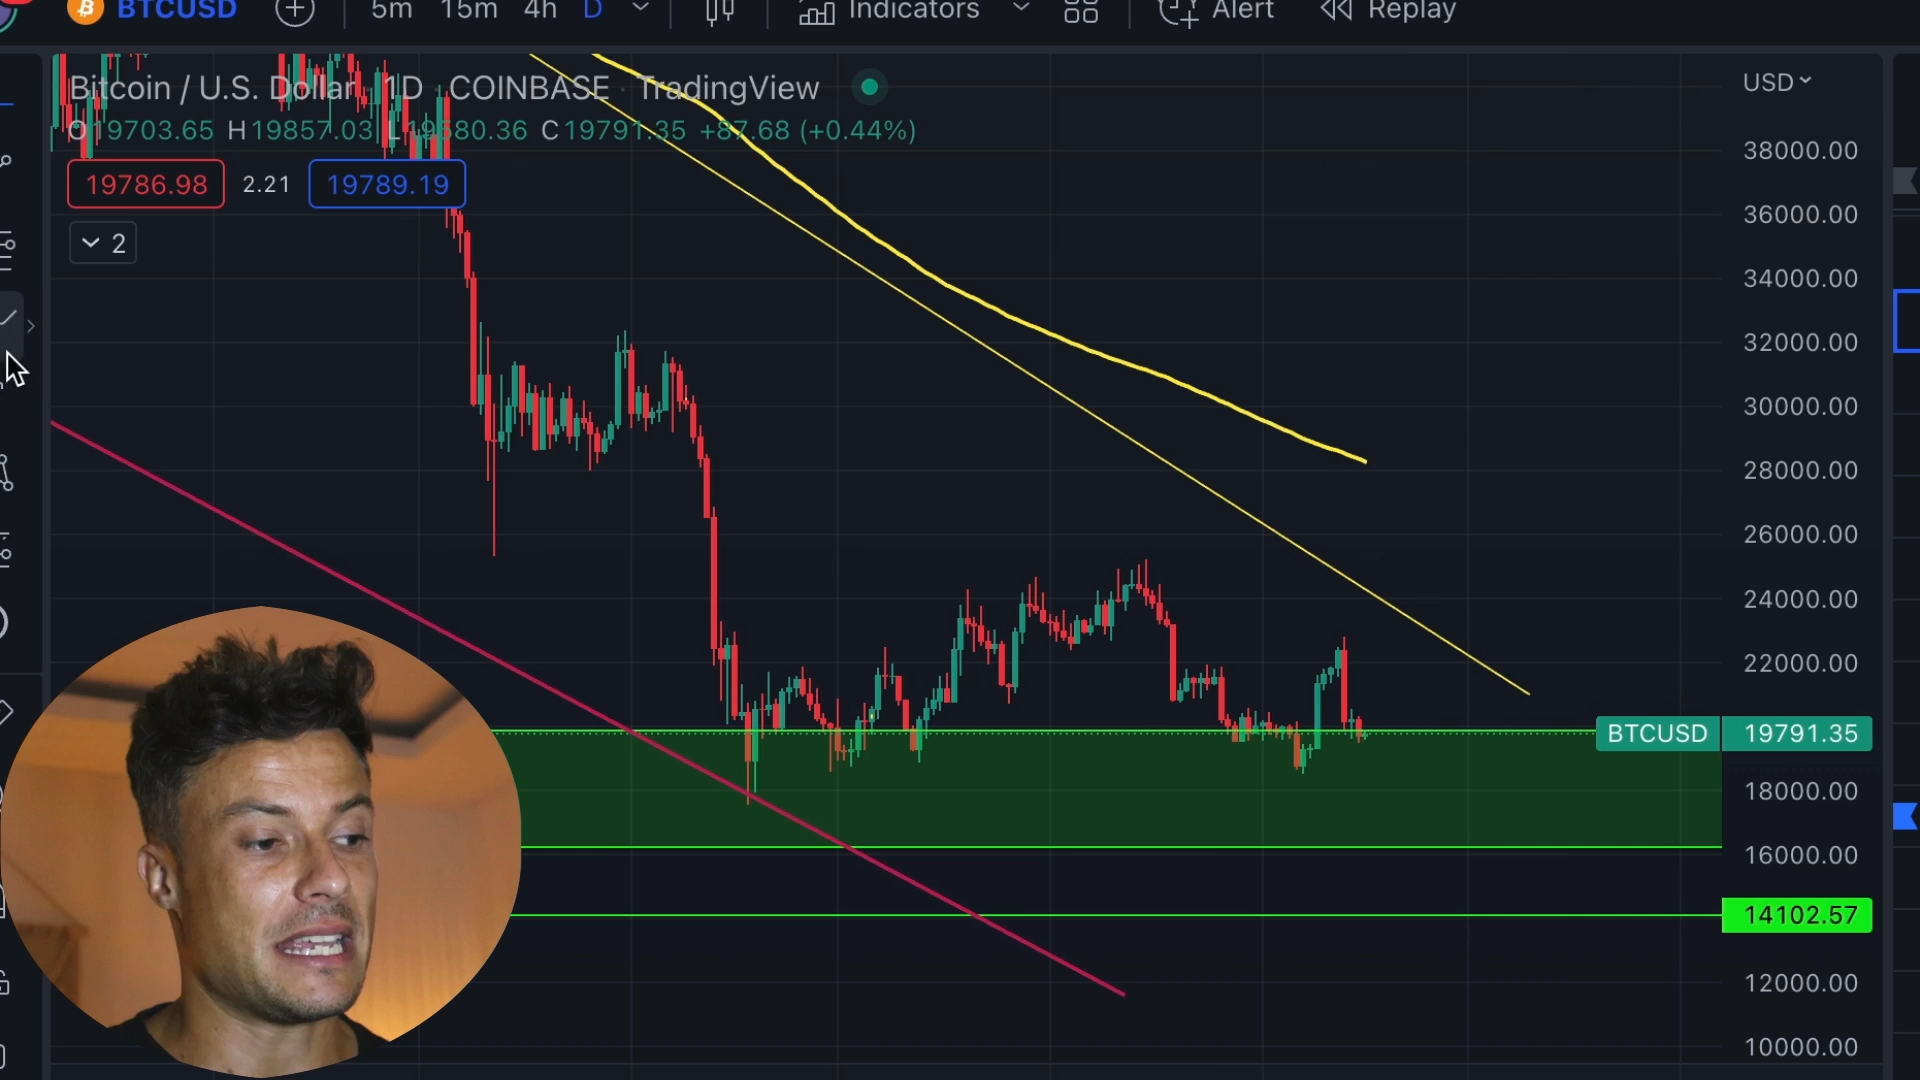 BTCUSD 5m 15m 4h D Indicators Alert Replay
Bitcoin / U.S. Dollar · 1D · COINBASE · TradingView
O19703.65 H19857.03 L19580.36 C19791.35 +87.68 (+0.44%)
19786.98 2.21 19789.19
2
USD
38000.00
36000.00
34000.00
32000.00
30000.00
28000.00
26000.00
24000.00
22000.00
BTCUSD 19791.35
18000.00
16000.00
14102.57
12000.00
10000.00